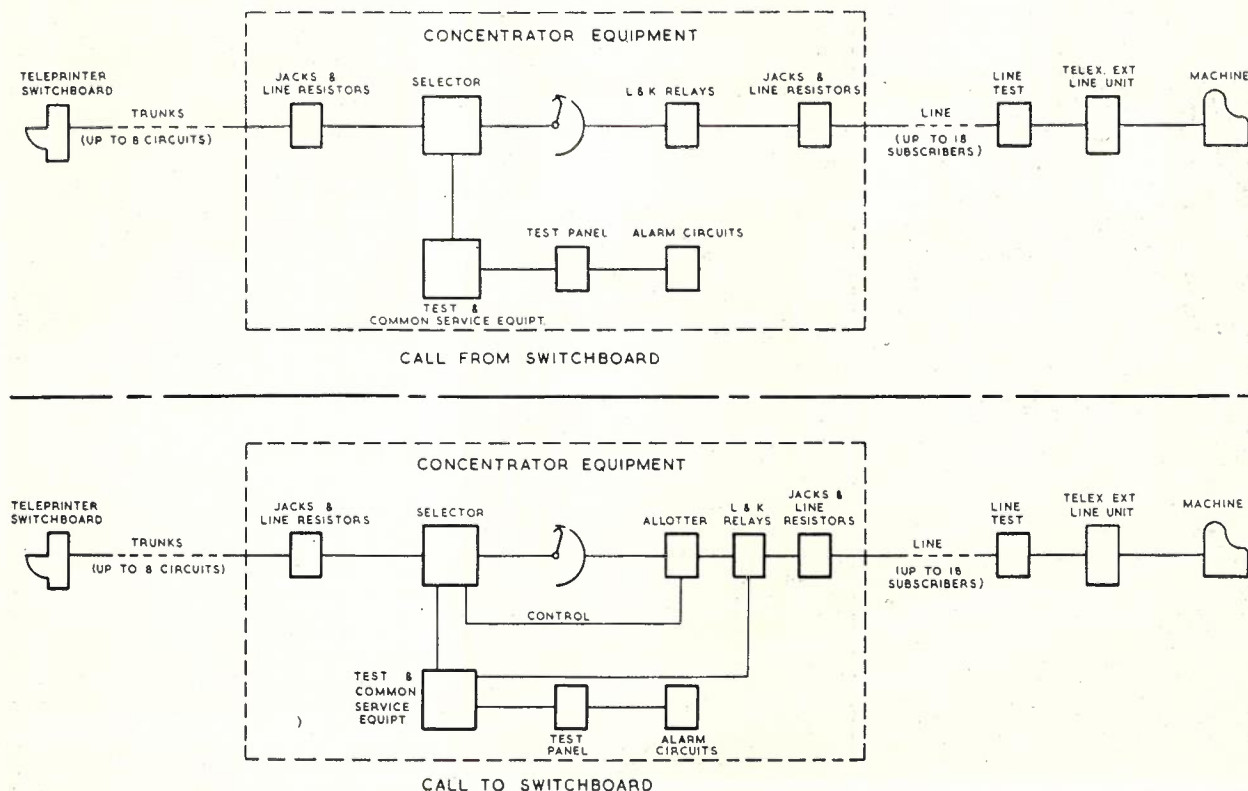 CONCENTRATOR EQUIPMENT
TELEPRINTER
SWITCHBOARD
TRUNKS
(UP TO 8 CIRCUITS)
JACKS &
LINE RESISTORS
SELECTOR
L & K RELAYS
JACKS &
LINE RESISTORS
LINE
(UP TO 18
SUBSCRIBERS)
LINE
TEST
TELEX. EXT
LINE UNIT
MACHINE
TEST PANEL
ALARM CIRCUITS
TEST &
COMMON SERVICE EQUIPT.
CALL FROM SWITCHBOARD
CONCENTRATOR EQUIPMENT
TELEPRINTER
SWITCHBOARD
TRUNKS
(UP TO 8 CIRCUITS)
JACKS &
LINE RESISTORS
SELECTOR
ALLOTTER
L & K
RELAYS
JACKS &
LINE
RESISTORS
LINE
(UP TO 18
SUBSCRIBERS)
LINE
TEST
TELEX EXT
LINE UNIT
MACHINE
CONTROL
TEST &
COMMON
SERVICE
EQUIPT
TEST
PANEL
ALARM
CIRCUITS
CALL TO SWITCHBOARD